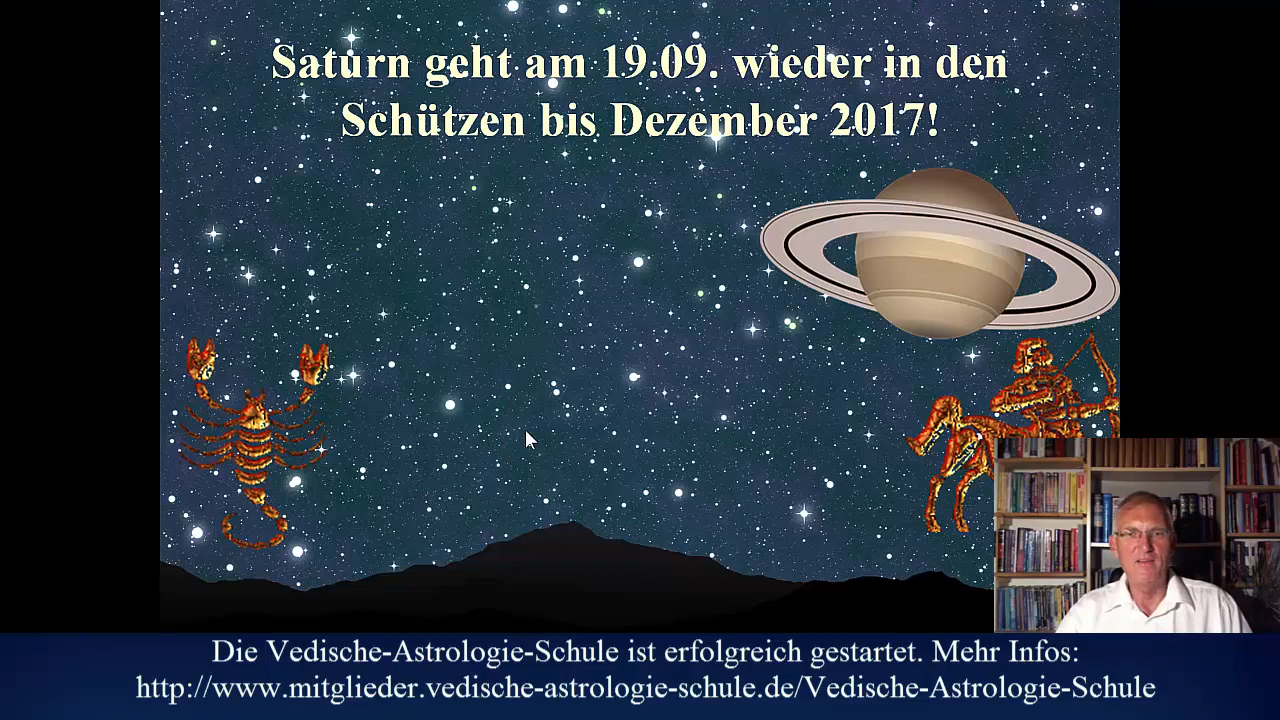 Saturn geht am 19.09. wieder in den
Schützen bis Dezember 2017!
Die Vedische-Astrologie-Schule ist erfolgreich gestartet. Mehr Infos:
http://www.mitglieder.vedische-astrologie-schule.de/Vedische-Astrologie-Schule